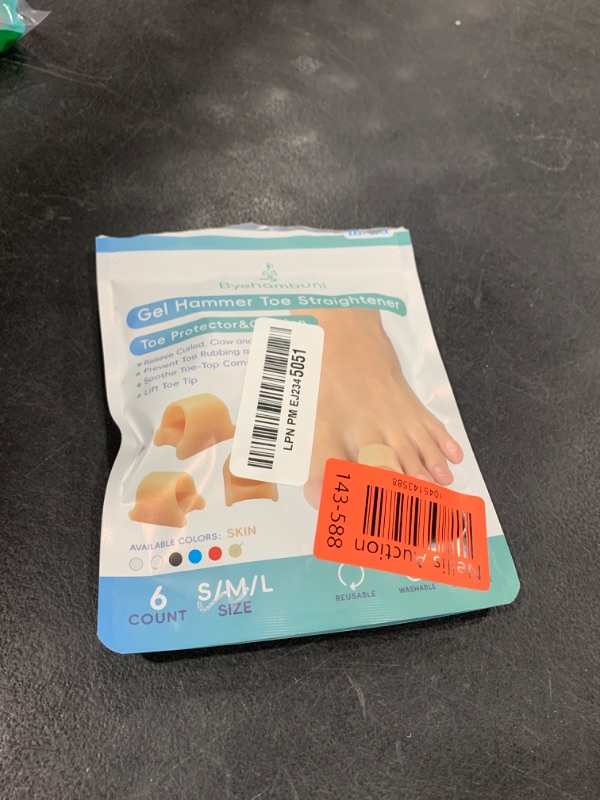 Byehambuni
Gel Hammer Toe Straightener
Toe Protector&
Relieve Curled, Clow and
Prevent Toe Rubbing
Soothe Toe-Top Corn
Lift Toe Tip
LPN PM EJ2345051
AVAILABLE COLORS: SKIN
6
COUNT
S/M/L
SIZE
REUSABLE
WASHABLE
143-588
Nellis Auction
1045143588